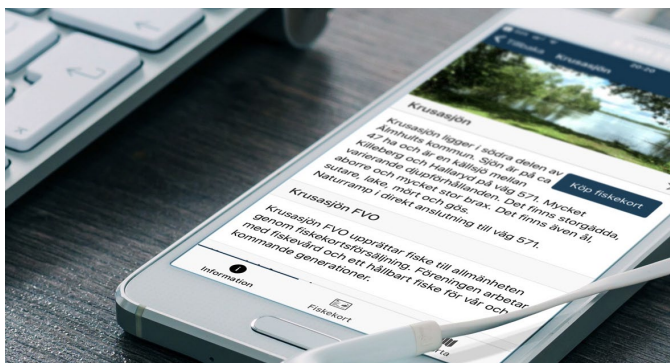 Tillbaka Krusasjön 20:20
Krusasjön
Krusasjön ligger i södra delen av
Älmhults kommun. Sjön är på ca
47 ha och är en källsjö mellan
Killeberg och Hallaryd på väg 571. Mycket
varierande djupförhållanden. Det finns storgädda,
aborre och mycket stor brax. Det finns även ål,
sutare, lake, mört och gös.
Naturramp i direkt anslutning till väg 571.
Köp fiskekort
Krusasjön FVO
Krusasjön FVO upprättar fiske till allmänheten
genom fiskekortsförsäljning. Föreningen arbetar
med fiskevård och ett hållbart fiske för vår och
kommande generationer.
Information
Fiskekort